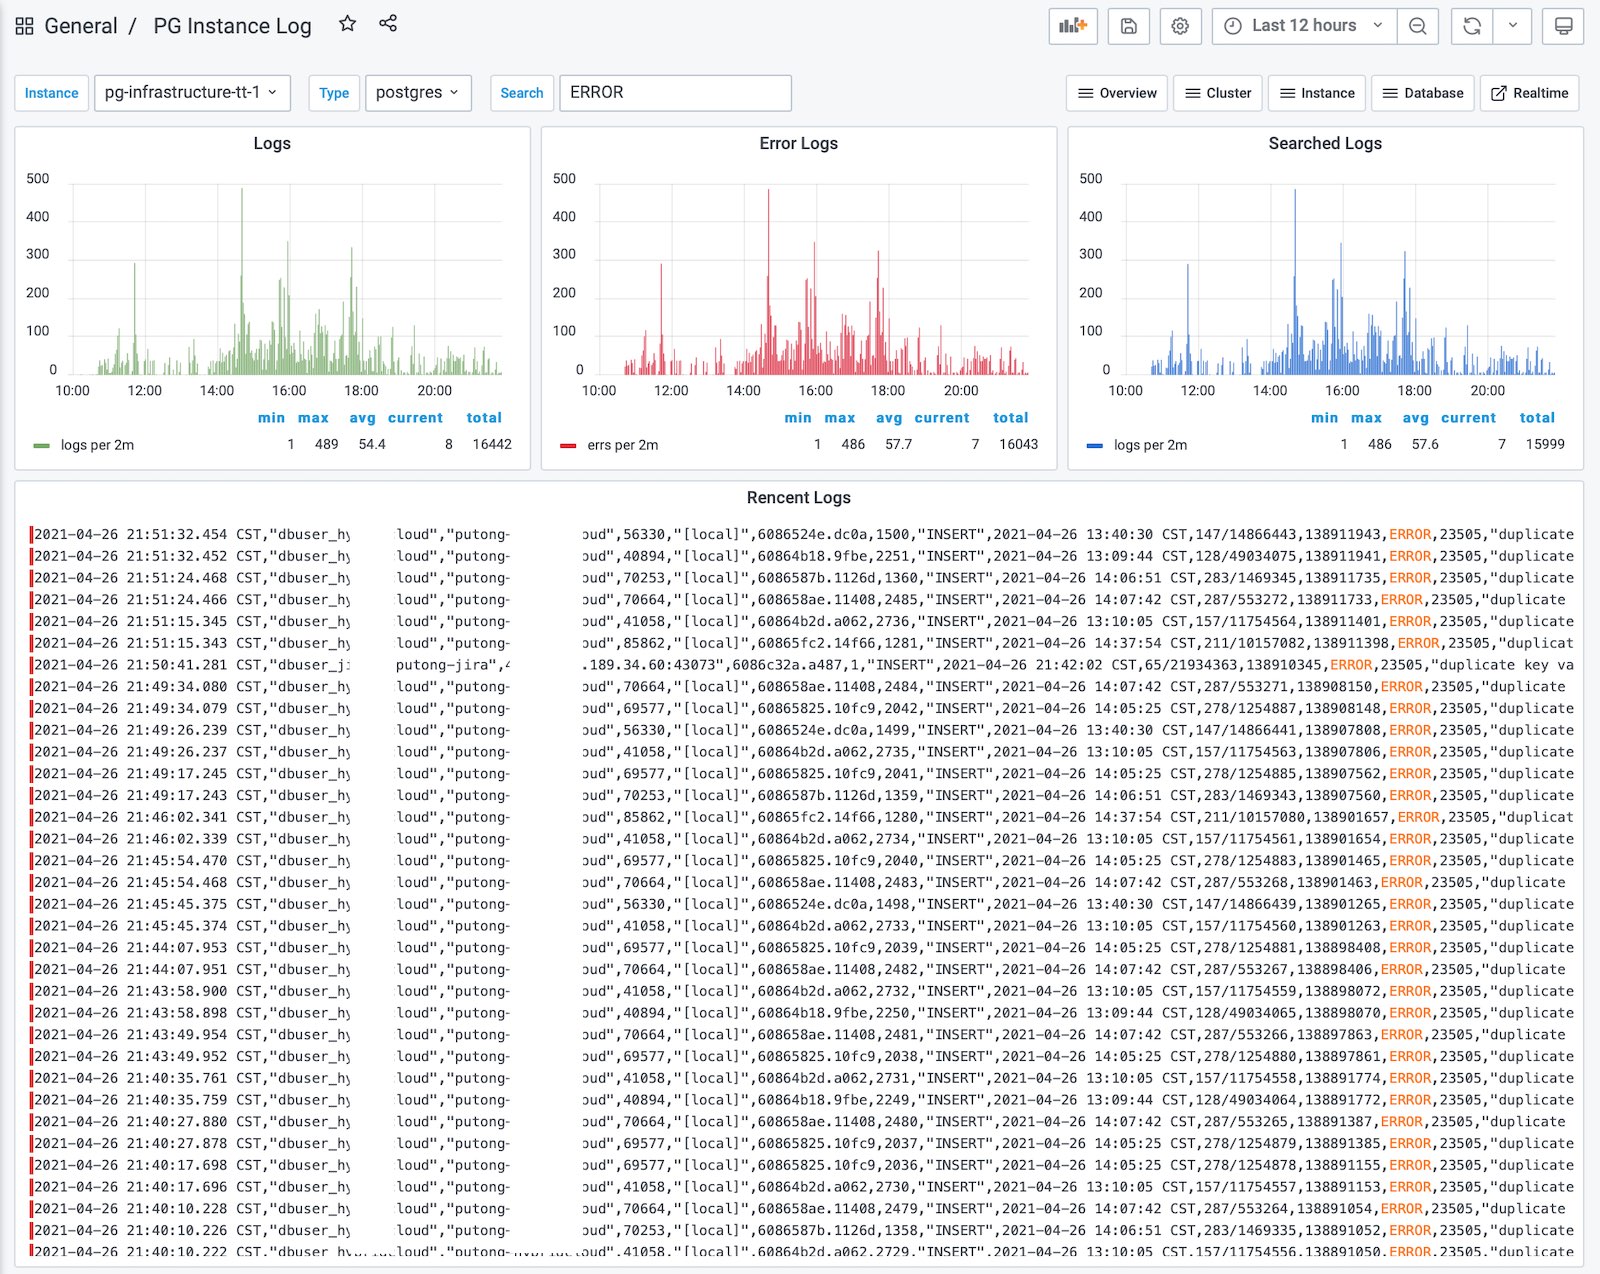 General / PG Instance Log
Last 12 hours
Instance pg-infrastructure-tt-1 Type postgres Search ERROR Overview Cluster Instance Database Realtime
Logs
500
400
300
200
100
0
10:00 12:00 14:00 16:00 18:00 20:00
min max avg current total
logs per 2m 1 489 54.4 8 16442
Error Logs
500
400
300
200
100
0
10:00 12:00 14:00 16:00 18:00 20:00
min max avg current total
errs per 2m 1 486 57.7 7 16043
Searched Logs
500
400
300
200
100
0
10:00 12:00 14:00 16:00 18:00 20:00
min max avg current total
logs per 2m 1 486 57.6 7 15999
Rencent Logs
2021-04-26 21:51:32.454 CST,"dbuser_hy loud","putong- oud",56330,"[local]",6086524e.dc0a,1500,"INSERT",2021-04-26 13:40:30 CST,147/14866443,138911943,ERROR,23505,"duplicate
2021-04-26 21:51:32.452 CST,"dbuser_hy loud","putong- oud",40894,"[local]",60864b18.9fbe,2251,"INSERT",2021-04-26 13:09:44 CST,128/49034075,138911941,ERROR,23505,"duplicate
2021-04-26 21:51:24.468 CST,"dbuser_hy loud","putong- oud",70253,"[local]",6086587b.1126d,1360,"INSERT",2021-04-26 14:06:51 CST,283/1469345,138911735,ERROR,23505,"duplicate
2021-04-26 21:51:24.466 CST,"dbuser_hy loud","putong- oud",70664,"[local]",608658ae.11408,2485,"INSERT",2021-04-26 14:07:42 CST,287/553272,138911733,ERROR,23505,"duplicate
2021-04-26 21:51:15.345 CST,"dbuser_hy loud","putong- oud",41058,"[local]",60864b2d.a062,2736,"INSERT",2021-04-26 13:10:05 CST,157/11754564,138911401,ERROR,23505,"duplicate
2021-04-26 21:51:15.343 CST,"dbuser_hy loud","putong- oud",85862,"[local]",60865fc2.14f66,1281,"INSERT",2021-04-26 14:37:54 CST,211/10157082,138911398,ERROR,23505,"duplicat
2021-04-26 21:50:41.281 CST,"dbuser_ji putong-jira", .189.34.60:43073",6086c32a.a487,1,"INSERT",2021-04-26 21:42:02 CST,65/21934363,138910345,ERROR,23505,"duplicate key va
2021-04-26 21:49:34.080 CST,"dbuser_hy loud","putong- oud",70664,"[local]",608658ae.11408,2484,"INSERT",2021-04-26 14:07:42 CST,287/553271,138908150,ERROR,23505,"duplicate
2021-04-26 21:49:34.079 CST,"dbuser_hy loud","putong- oud",69577,"[local]",60865825.10fc9,2042,"INSERT",2021-04-26 14:05:25 CST,278/1254887,138908148,ERROR,23505,"duplicate
2021-04-26 21:49:26.239 CST,"dbuser_hy loud","putong- oud",56330,"[local]",6086524e.dc0a,1499,"INSERT",2021-04-26 13:40:30 CST,147/14866441,138907808,ERROR,23505,"duplicate
2021-04-26 21:49:26.237 CST,"dbuser_hy loud","putong- oud",41058,"[local]",60864b2d.a062,2735,"INSERT",2021-04-26 13:10:05 CST,157/11754563,138907806,ERROR,23505,"duplicate
2021-04-26 21:49:17.245 CST,"dbuser_hy loud","putong- oud",69577,"[local]",60865825.10fc9,2041,"INSERT",2021-04-26 14:05:25 CST,278/1254885,138907562,ERROR,23505,"duplicate
2021-04-26 21:49:17.243 CST,"dbuser_hy loud","putong- oud",70253,"[local]",6086587b.1126d,1359,"INSERT",2021-04-26 14:06:51 CST,283/1469343,138907560,ERROR,23505,"duplicate
2021-04-26 21:46:02.341 CST,"dbuser_hy loud","putong- oud",85862,"[local]",60865fc2.14f66,1280,"INSERT",2021-04-26 14:37:54 CST,211/10157080,138901657,ERROR,23505,"duplicat
2021-04-26 21:46:02.339 CST,"dbuser_hy loud","putong- oud",41058,"[local]",60864b2d.a062,2734,"INSERT",2021-04-26 13:10:05 CST,157/11754561,138901654,ERROR,23505,"duplicate
2021-04-26 21:45:54.470 CST,"dbuser_hy loud","putong- oud",69577,"[local]",60865825.10fc9,2040,"INSERT",2021-04-26 14:05:25 CST,278/1254883,138901465,ERROR,23505,"duplicate
2021-04-26 21:45:54.468 CST,"dbuser_hy loud","putong- oud",70664,"[local]",608658ae.11408,2483,"INSERT",2021-04-26 14:07:42 CST,287/553268,138901463,ERROR,23505,"duplicate
2021-04-26 21:45:45.375 CST,"dbuser_hy loud","putong- oud",56330,"[local]",6086524e.dc0a,1498,"INSERT",2021-04-26 13:40:30 CST,147/14866439,138901265,ERROR,23505,"duplicate
2021-04-26 21:45:45.374 CST,"dbuser_hy loud","putong- oud",41058,"[local]",60864b2d.a062,2733,"INSERT",2021-04-26 13:10:05 CST,157/11754560,138901263,ERROR,23505,"duplicate
2021-04-26 21:44:07.953 CST,"dbuser_hy loud","putong- oud",69577,"[local]",60865825.10fc9,2039,"INSERT",2021-04-26 14:05:25 CST,278/1254881,138898408,ERROR,23505,"duplicate
2021-04-26 21:44:07.951 CST,"dbuser_hy loud","putong- oud",70664,"[local]",608658ae.11408,2482,"INSERT",2021-04-26 14:07:42 CST,287/553267,138898406,ERROR,23505,"duplicate
2021-04-26 21:43:58.900 CST,"dbuser_hy loud","putong- oud",41058,"[local]",60864b2d.a062,2732,"INSERT",2021-04-26 13:10:05 CST,157/11754559,138898072,ERROR,23505,"duplicate
2021-04-26 21:43:58.898 CST,"dbuser_hy loud","putong- oud",40894,"[local]",60864b18.9fbe,2250,"INSERT",2021-04-26 13:09:44 CST,128/49034065,138898070,ERROR,23505,"duplicate
2021-04-26 21:43:49.954 CST,"dbuser_hy loud","putong- oud",70664,"[local]",608658ae.11408,2481,"INSERT",2021-04-26 14:07:42 CST,287/553266,138897863,ERROR,23505,"duplicate
2021-04-26 21:43:49.952 CST,"dbuser_hy loud","putong- oud",69577,"[local]",60865825.10fc9,2038,"INSERT",2021-04-26 14:05:25 CST,278/1254880,138897861,ERROR,23505,"duplicate
2021-04-26 21:40:35.761 CST,"dbuser_hy loud","putong- oud",41058,"[local]",60864b2d.a062,2731,"INSERT",2021-04-26 13:10:05 CST,157/11754558,138891774,ERROR,23505,"duplicate
2021-04-26 21:40:35.759 CST,"dbuser_hy loud","putong- oud",40894,"[local]",60864b18.9fbe,2249,"INSERT",2021-04-26 13:09:44 CST,128/49034064,138891772,ERROR,23505,"duplicate
2021-04-26 21:40:27.880 CST,"dbuser_hy loud","putong- oud",70664,"[local]",608658ae.11408,2480,"INSERT",2021-04-26 14:07:42 CST,287/553265,138891387,ERROR,23505,"duplicate
2021-04-26 21:40:27.878 CST,"dbuser_hy loud","putong- oud",69577,"[local]",60865825.10fc9,2037,"INSERT",2021-04-26 14:05:25 CST,278/1254879,138891385,ERROR,23505,"duplicate
2021-04-26 21:40:17.698 CST,"dbuser_hy loud","putong- oud",69577,"[local]",60865825.10fc9,2036,"INSERT",2021-04-26 14:05:25 CST,278/1254878,138891155,ERROR,23505,"duplicate
2021-04-26 21:40:17.696 CST,"dbuser_hy loud","putong- oud",41058,"[local]",60864b2d.a062,2730,"INSERT",2021-04-26 13:10:05 CST,157/11754557,138891153,ERROR,23505,"duplicate
2021-04-26 21:40:10.228 CST,"dbuser_hy loud","putong- oud",70664,"[local]",608658ae.11408,2479,"INSERT",2021-04-26 14:07:42 CST,287/553264,138891054,ERROR,23505,"duplicate
2021-04-26 21:40:10.226 CST,"dbuser_hy loud","putong- oud",70253,"[local]",6086587b.1126d,1358,"INSERT",2021-04-26 14:06:51 CST,283/1469335,138891052,ERROR,23505,"duplicate
2021-04-26 21:40:10.222 CST,"dbuser_hy loud","putong- oud",41058,"[local]",60864b2d.a062,2729,"INSERT",2021-04-26 13:10:05 CST,157/11754556,138891050,ERROR,23505,"duplicate